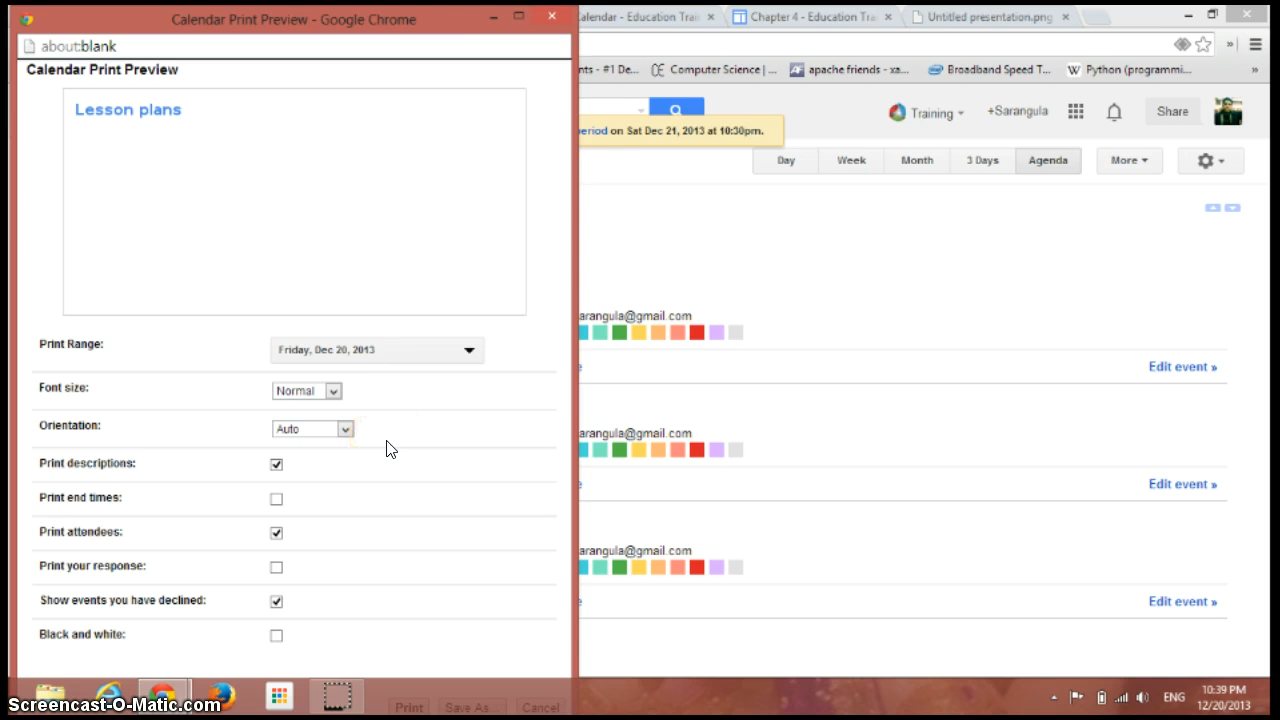 Calendar Print Preview - Google Chrome
about:blank
Calendar Print Preview
Lesson plans
Print Range:
Friday, Dec 20, 2013
Font size:
Normal
Orientation:
Auto
Print descriptions:
Print end times:
Print attendees:
Print your response:
Show events you have declined:
Black and white:
Print
Save As...
Cancel
alendar - Education Trai
Chapter 4 - Education Trai
Untitled presentation.png
nts - #1 De...
Computer Science | ...
apache friends - xa...
Broadband Speed T...
Python (programmi...
»
eriod on Sat Dec 21, 2013 at 10:30pm.
Training
+Sarangula
Share
Day
Week
Month
3 Days
Agenda
More
arangula@gmail.com
Edit event »
arangula@gmail.com
Edit event »
arangula@gmail.com
Edit event »
Screencast-O-Matic.com
ENG
10:39 PM
12/20/2013